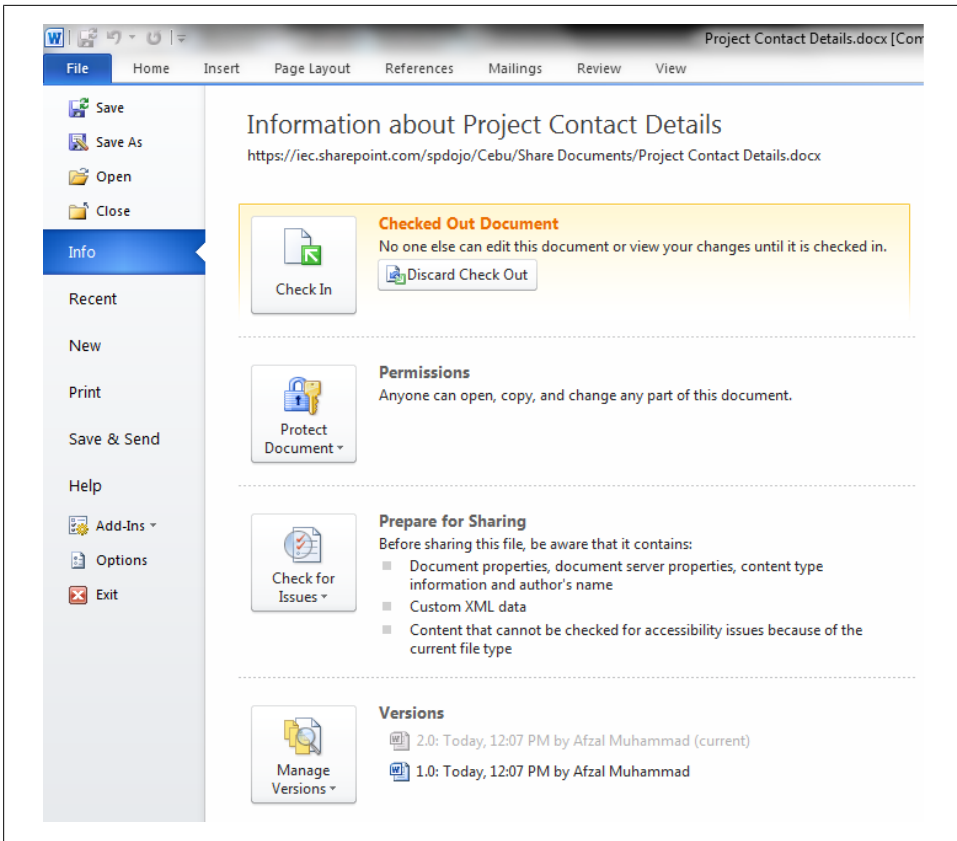 Project Contact Details.docx [Com
File Home Insert Page Layout References Mailings Review View
Save
Save As
Open
Close
Info
Recent
New
Print
Save & Send
Help
Add-Ins
Options
Exit
Information about Project Contact Details
https://iec.sharepoint.com/spdojo/Cebu/Share Documents/Project Contact Details.docx
Check In
Checked Out Document
No one else can edit this document or view your changes until it is checked in.
Discard Check Out
Protect
Document
Permissions
Anyone can open, copy, and change any part of this document.
Check for
Issues
Prepare for Sharing
Before sharing this file, be aware that it contains:
Document properties, document server properties, content type
information and author's name
Custom XML data
Content that cannot be checked for accessibility issues because of the
current file type
Manage
Versions
Versions
2.0: Today, 12:07 PM by Afzal Muhammad (current)
1.0: Today, 12:07 PM by Afzal Muhammad